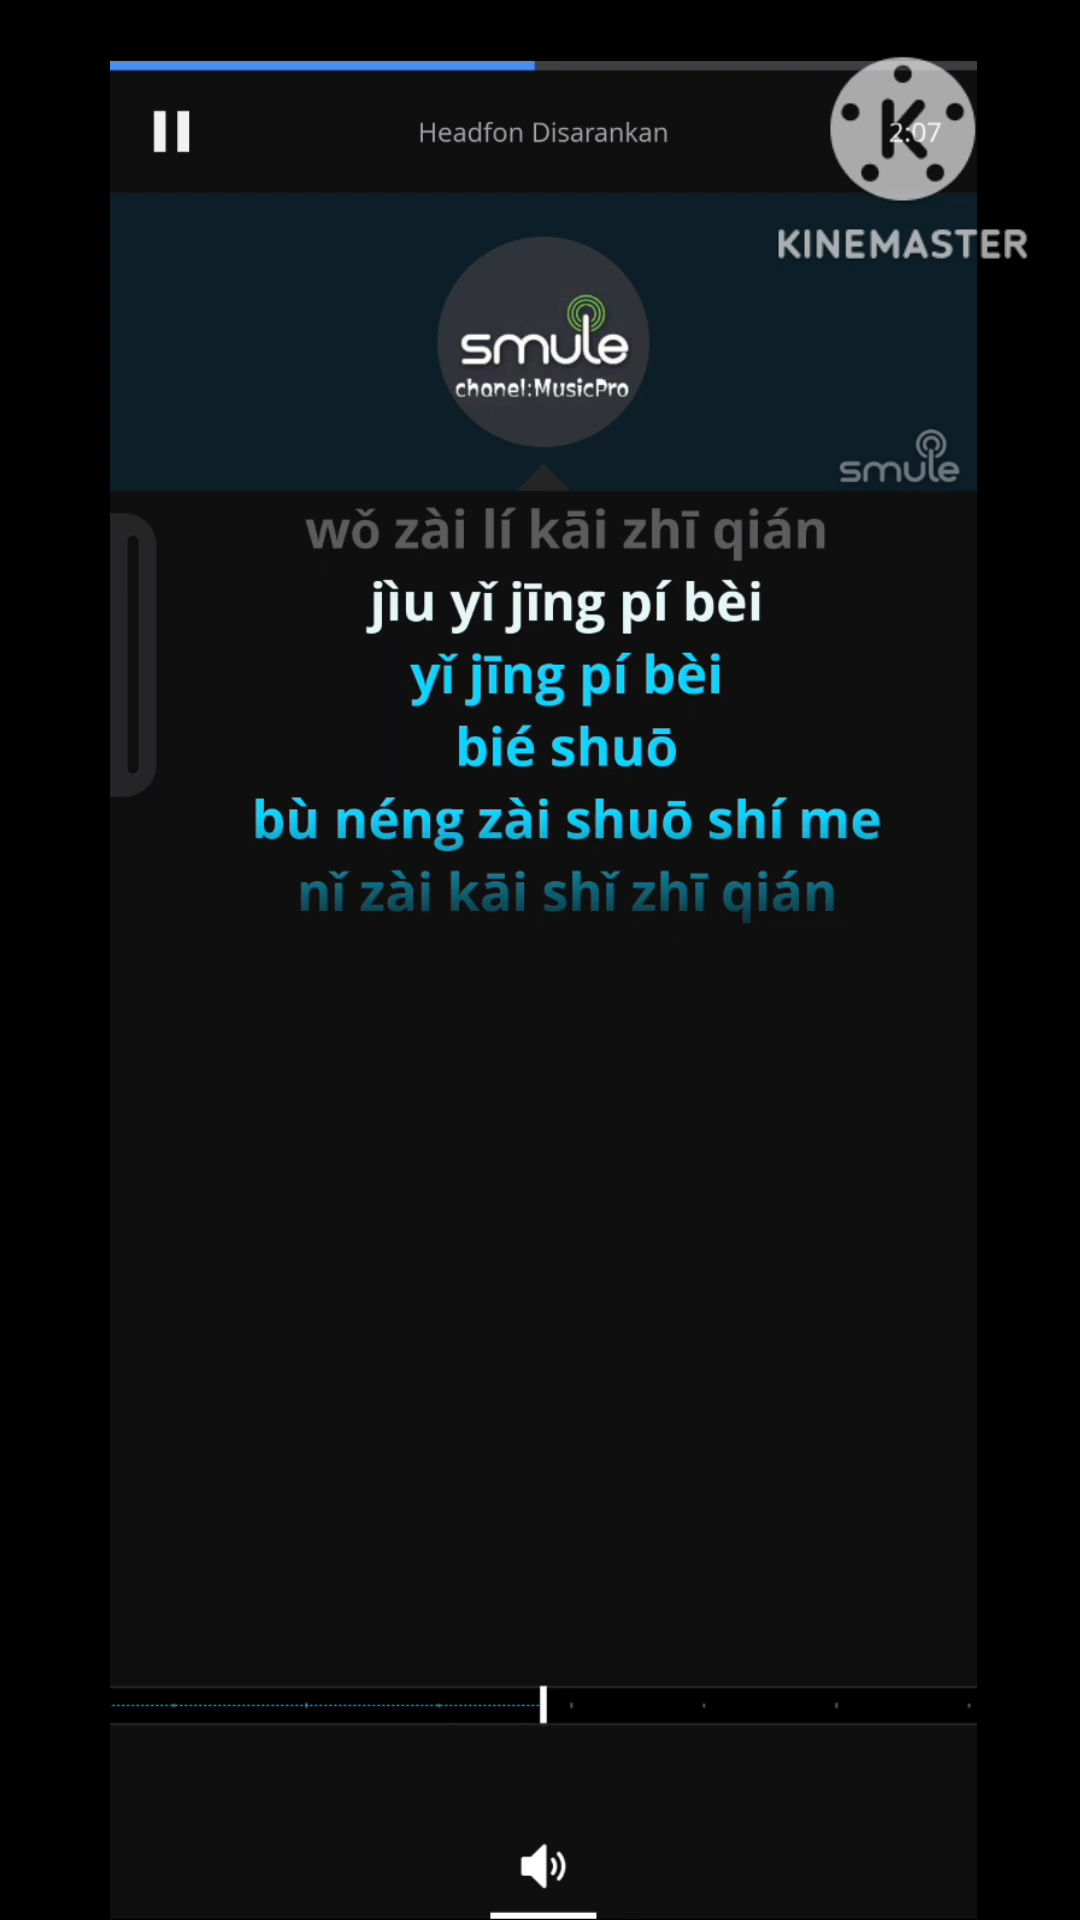 Headfon Disarankan
2:07
KINEMASTER
smule
chanel:MusicPro
smule
wǒ zài lí kāi zhī qián
jìu yǐ jīng pí bèi
yǐ jīng pí bèi
bié shuō
bù néng zài shuō shí me
nǐ zài kāi shǐ zhī qián